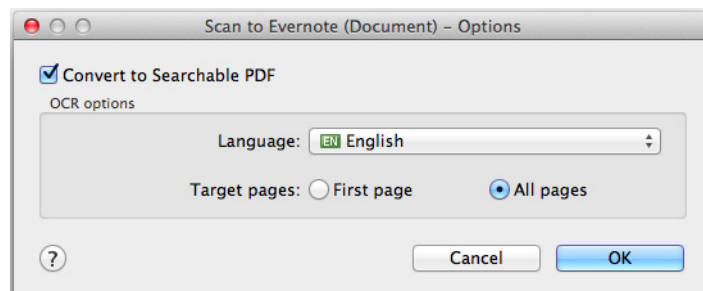 Scan to Evernote (Document) – Options
Convert to Searchable PDF
OCR options
Language: EN English
Target pages: First page All pages
? Cancel OK